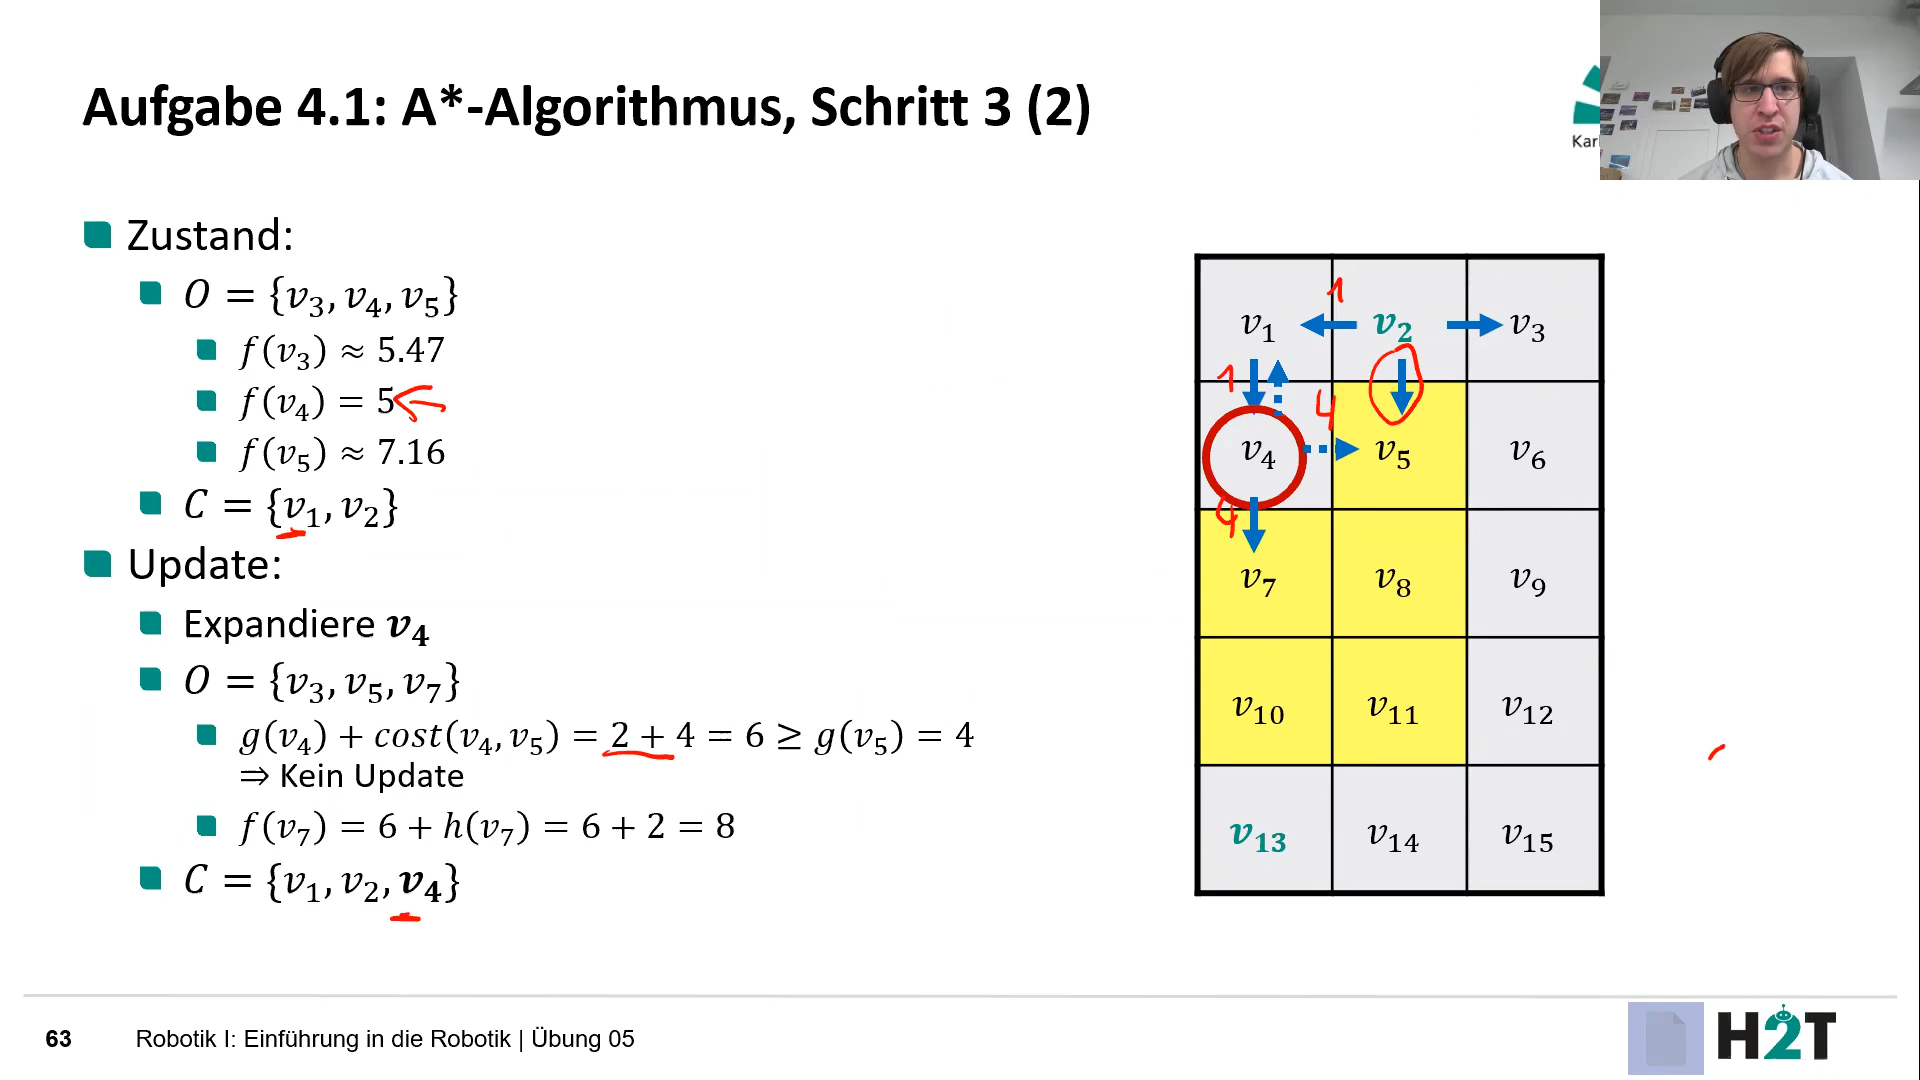 Aufgabe 4.1: A*-Algorithmus, Schritt 3 (2)
Kar
Zustand:
O = {v₃, v₄, v₅}
f(v₃) ≈ 5.47
f(v₄) = 5
f(v₅) ≈ 7.16
C = {v₁, v₂}
Update:
Expandiere v₄
O = {v₃, v₅, v₇}
g(v₄) + cost(v₄, v₅) = 2 + 4 = 6 ≥ g(v₅) = 4
⇒ Kein Update
f(v₇) = 6 + h(v₇) = 6 + 2 = 8
C = {v₁, v₂, v₄}
1
v₁ v₂ v₃
1 4
v₄ v₅ v₆
4
v₇ v₈ v₉
v₁₀ v₁₁ v₁₂
v₁₃ v₁₄ v₁₅
63 Robotik I: Einführung in die Robotik | Übung 05
H2T